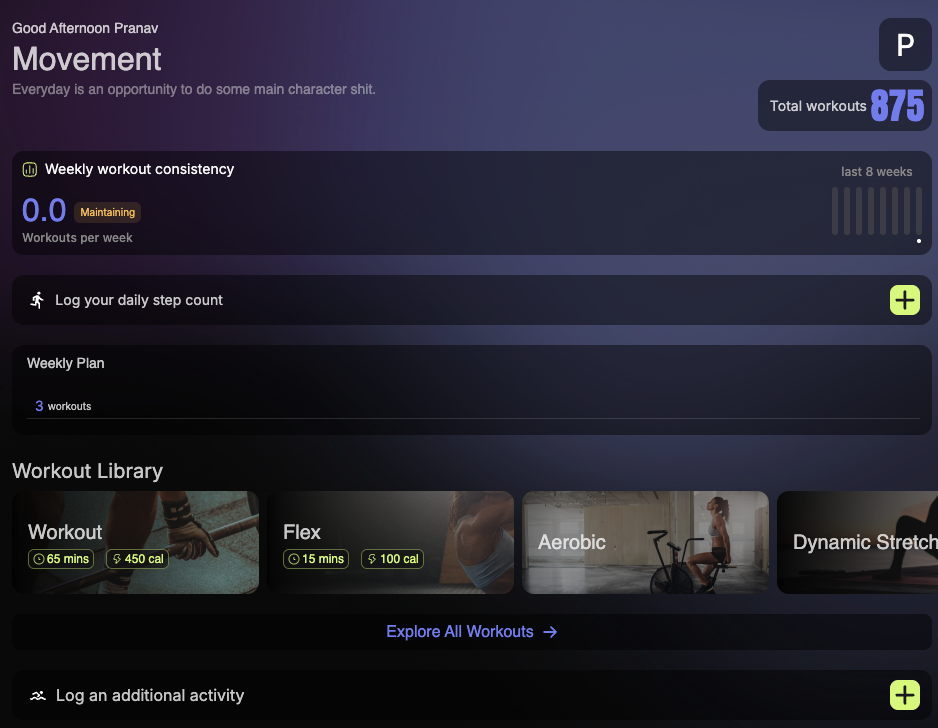 Good Afternoon Pranav
Movement
Everyday is an opportunity to do some main character shit.
P
Total workouts 875
Weekly workout consistency
last 8 weeks
0.0 Maintaining
Workouts per week
Log your daily step count
Weekly Plan
3 workouts
Workout Library
Workout
65 mins 450 cal
Flex
15 mins 100 cal
Aerobic
Dynamic Stretch
Explore All Workouts →
Log an additional activity